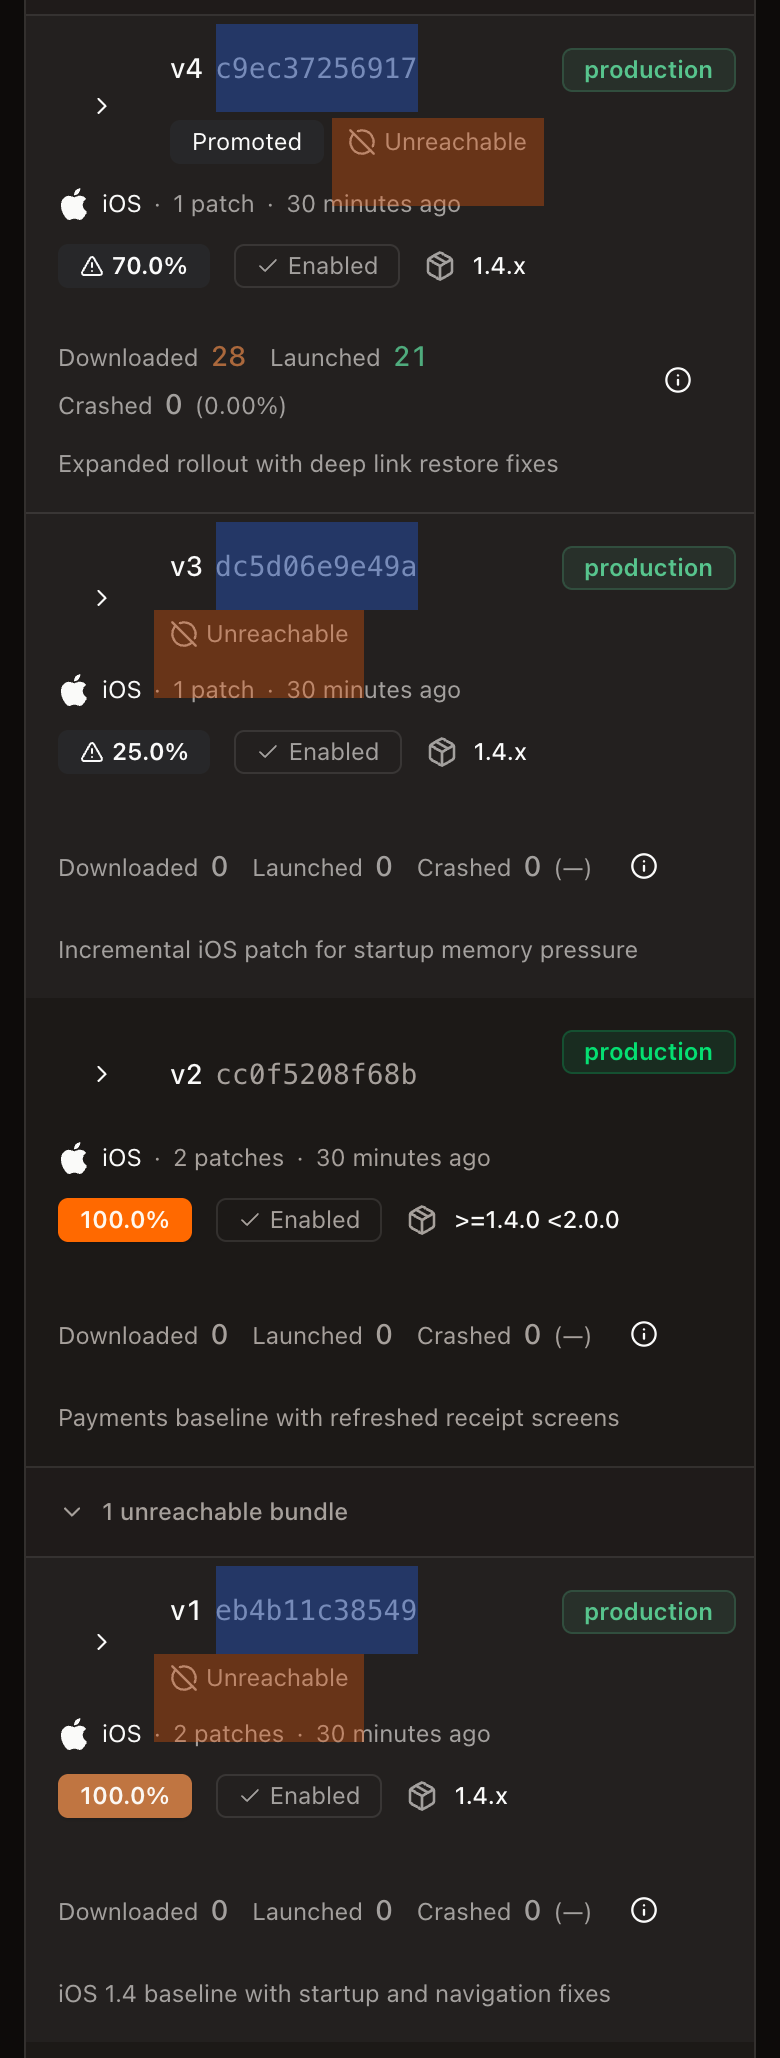 v4 c9ec37256917 production
Promoted Unreachable
iOS · 1 patch · 30 minutes ago
70.0% Enabled 1.4.x
Downloaded 28 Launched 21
Crashed 0 (0.00%)
Expanded rollout with deep link restore fixes
v3 dc5d06e9e49a production
Unreachable
iOS · 1 patch · 30 minutes ago
25.0% Enabled 1.4.x
Downloaded 0 Launched 0 Crashed 0 (—)
Incremental iOS patch for startup memory pressure
production
v2 cc0f5208f68b
iOS · 2 patches · 30 minutes ago
100.0% Enabled >=1.4.0 <2.0.0
Downloaded 0 Launched 0 Crashed 0 (—)
Payments baseline with refreshed receipt screens
1 unreachable bundle
v1 eb4b11c38549 production
Unreachable
iOS · 2 patches · 30 minutes ago
100.0% Enabled 1.4.x
Downloaded 0 Launched 0 Crashed 0 (—)
iOS 1.4 baseline with startup and navigation fixes